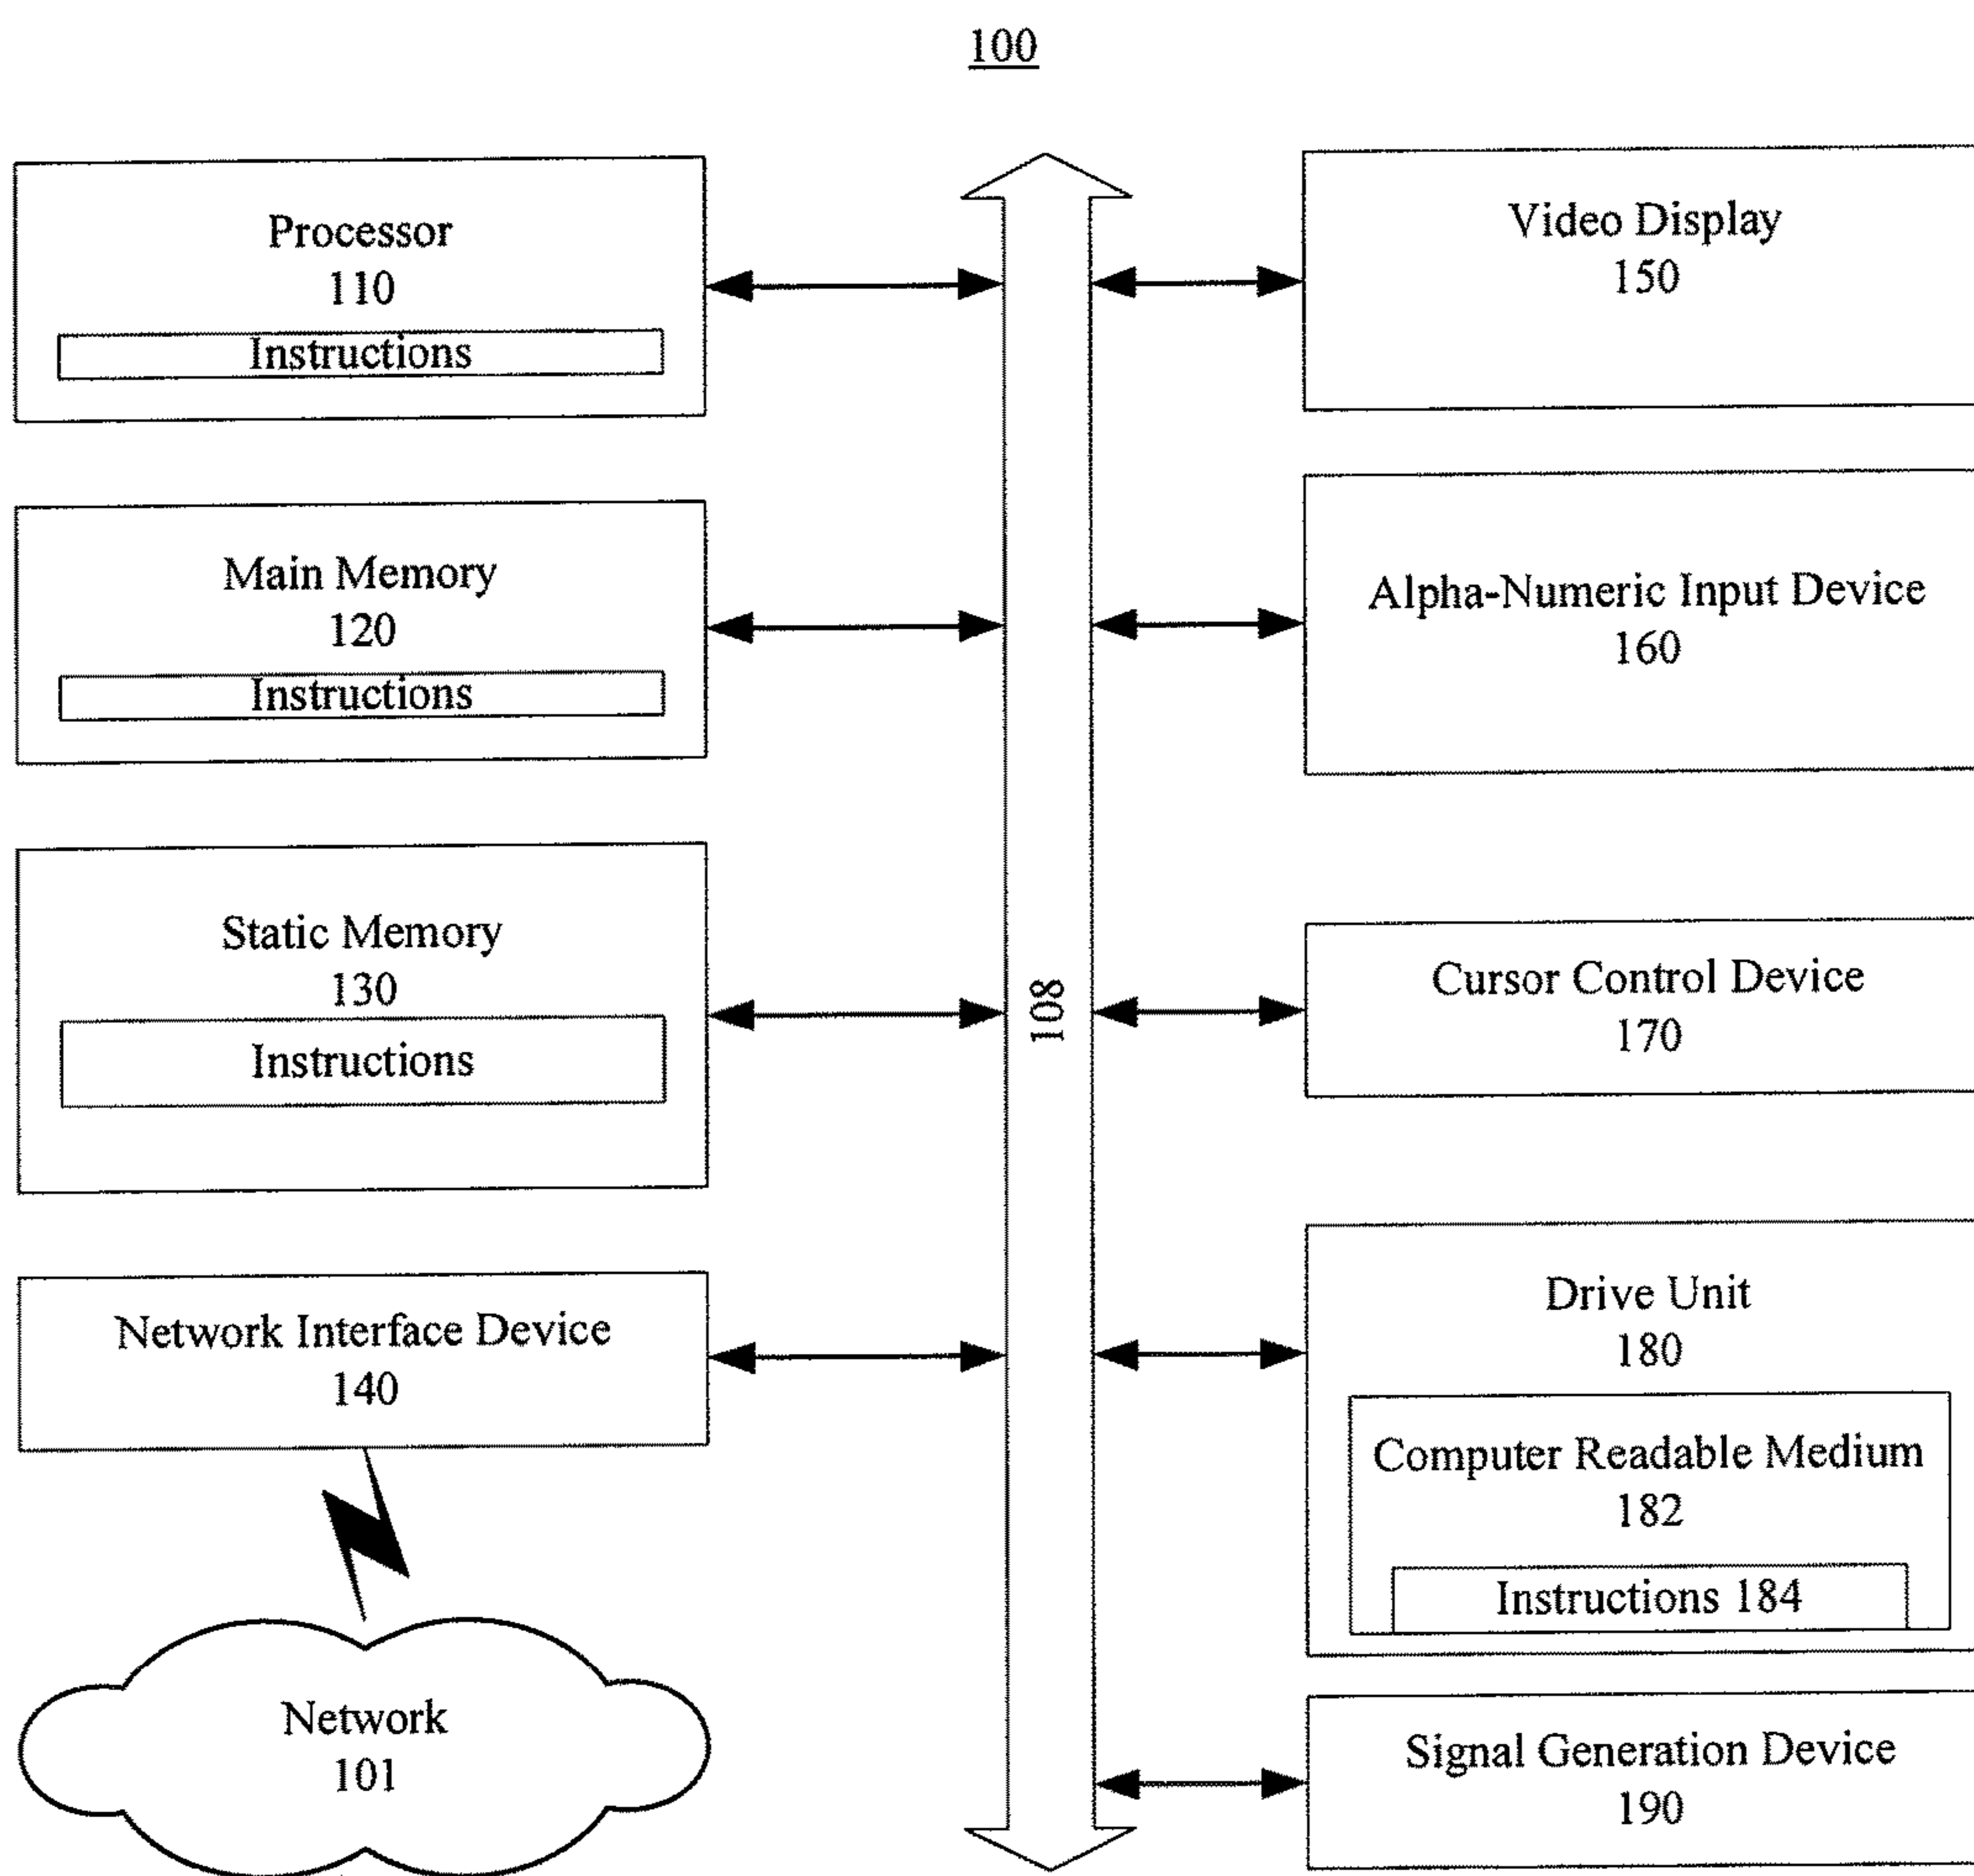 100
Processor
110
Instructions
Main Memory
120
Instructions
Static Memory
130
Instructions
Network Interface Device
140
Network
101
108
Video Display
150
Alpha-Numeric Input Device
160
Cursor Control Device
170
Drive Unit
180
Computer Readable Medium
182
Instructions 184
Signal Generation Device
190